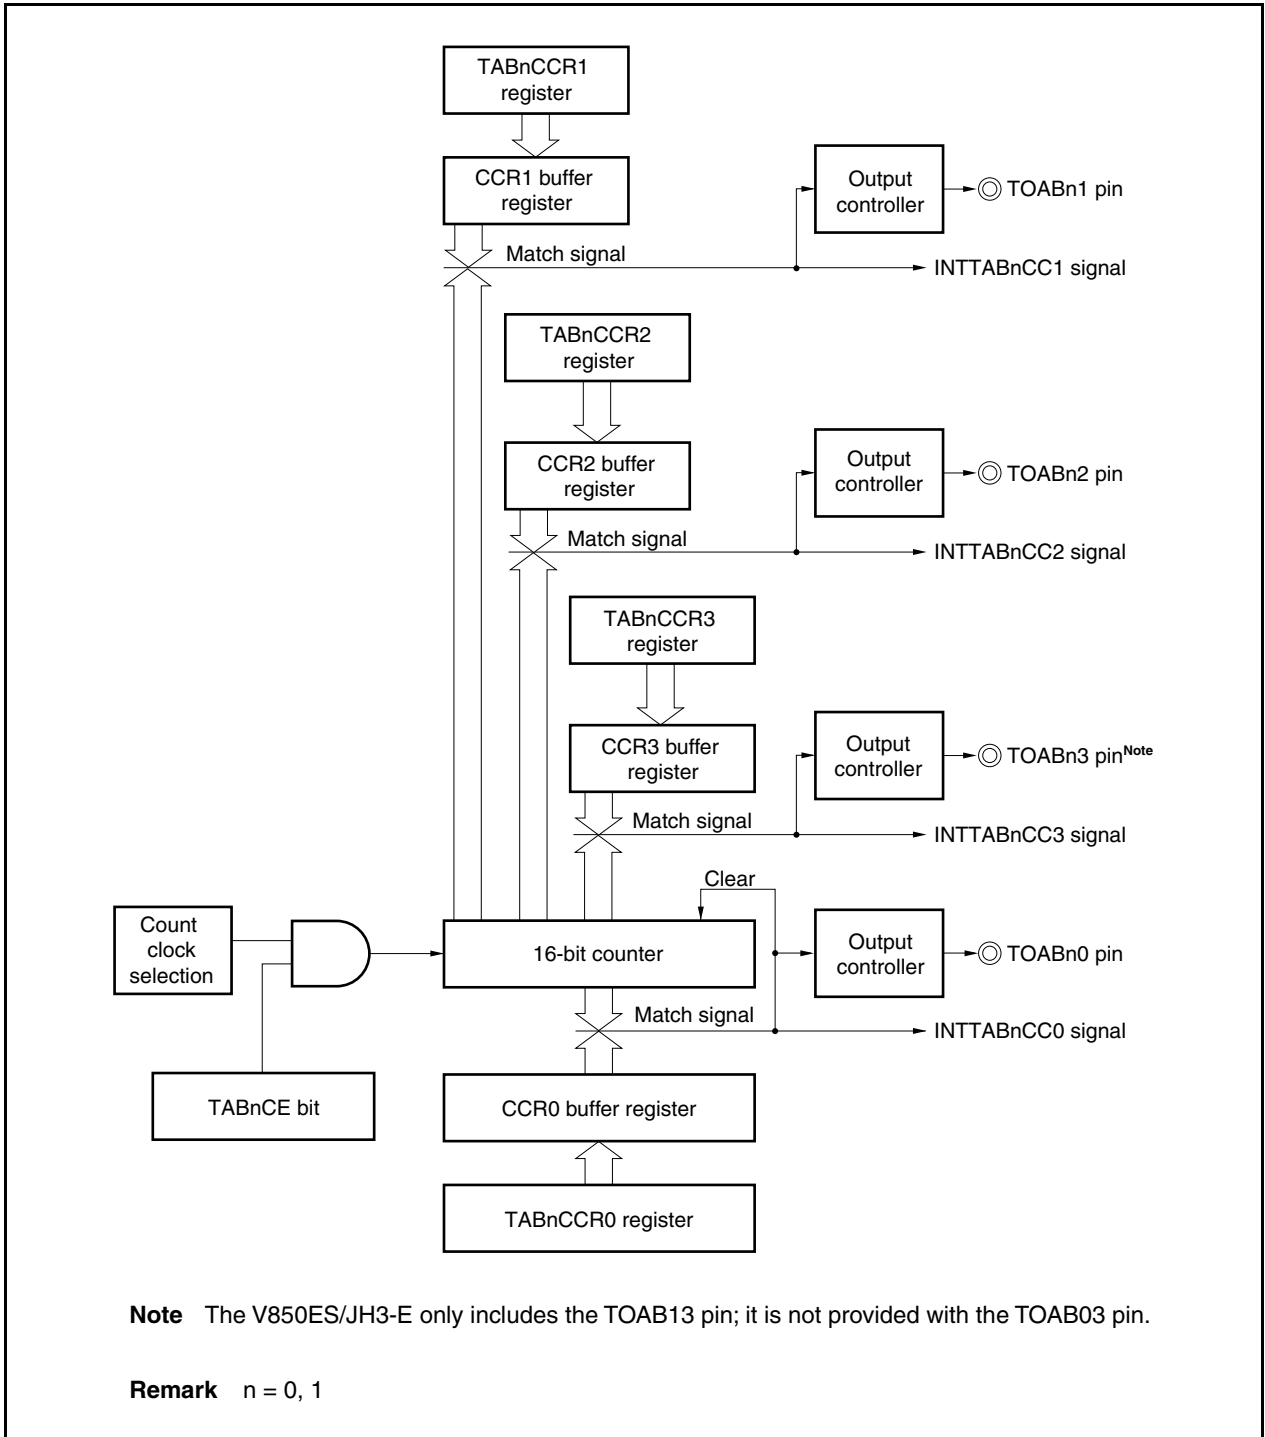 TABnCCR1
register
CCR1 buffer
register
Output
controller
TOABn1 pin
Match signal
INTTABnCC1 signal
TABnCCR2
register
CCR2 buffer
register
Output
controller
TOABn2 pin
Match signal
INTTABnCC2 signal
TABnCCR3
register
CCR3 buffer
register
Output
controller
TOABn3 pinNote
Match signal
INTTABnCC3 signal
Clear
Count
clock
selection
16-bit counter
Output
controller
TOABn0 pin
Match signal
INTTABnCC0 signal
TABnCE bit
CCR0 buffer register
TABnCCR0 register
Note The V850ES/JH3-E only includes the TOAB13 pin; it is not provided with the TOAB03 pin.
Remark n = 0, 1